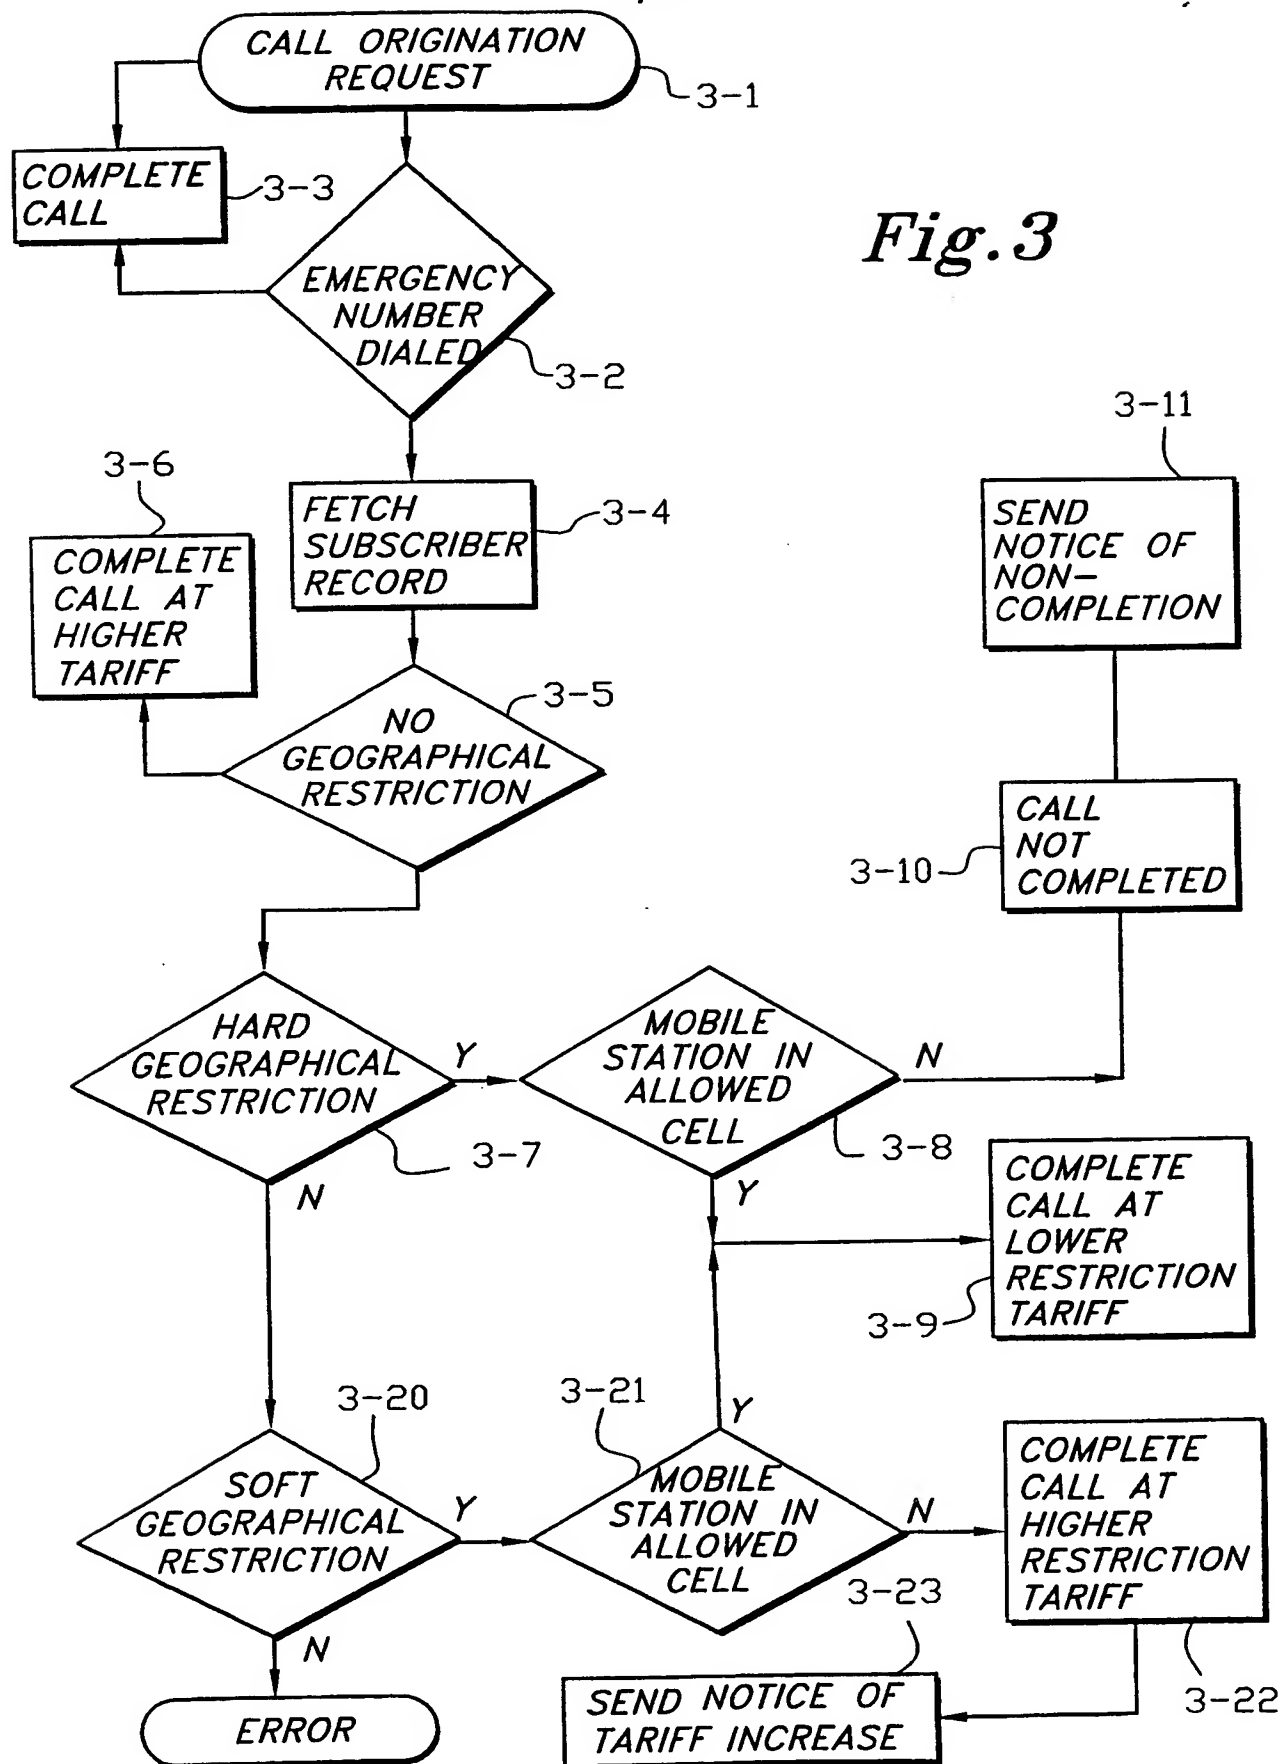 CALL ORIGINATION
REQUEST
3-1
COMPLETE
CALL
3-3
Fig.3
EMERGENCY
NUMBER
DIALED
3-2
3-11
3-6
FETCH
SUBSCRIBER
RECORD
3-4
SEND
NOTICE OF
NON-
COMPLETION
COMPLETE
CALL AT
HIGHER
TARIFF
3-5
NO
GEOGRAPHICAL
RESTRICTION
CALL
NOT
COMPLETED
3-10
HARD
GEOGRAPHICAL
RESTRICTION
Y
3-7
N
MOBILE
STATION IN
ALLOWED
CELL
N
3-8
Y
COMPLETE
CALL AT
LOWER
RESTRICTION
TARIFF
3-9
3-20
SOFT
GEOGRAPHICAL
RESTRICTION
Y
N
3-21
Y
MOBILE
STATION IN
ALLOWED
CELL
N
COMPLETE
CALL AT
HIGHER
RESTRICTION
TARIFF
3-22
3-23
SEND NOTICE OF
TARIFF INCREASE
ERROR